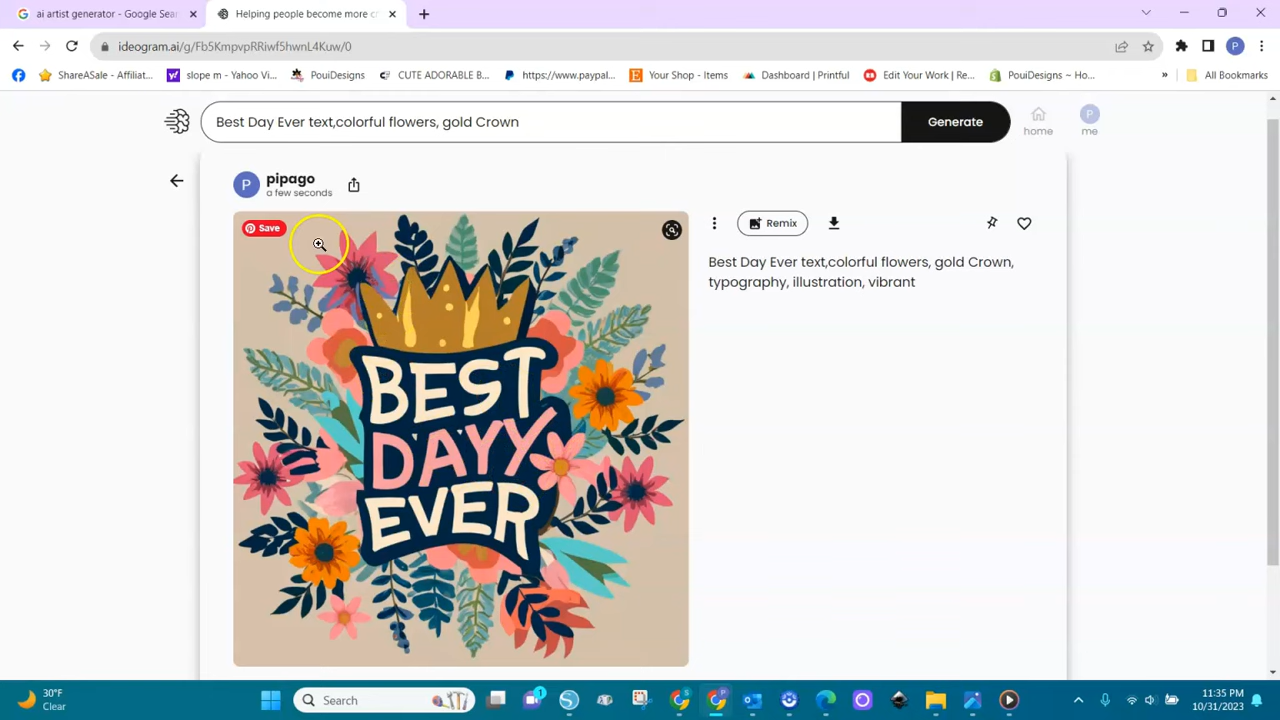 ai artist generator - Google Sear
Helping people become more cr
ideogram.ai/g/Fb5KmpvpRRiwf5hwnL4Kuw/0
ShareASale - Affiliat...
slope m - Yahoo Vi...
PouiDesigns
CUTE ADORABLE B...
https://www.paypal...
Your Shop - Items
Dashboard | Printful
Edit Your Work | Re...
PouiDesigns ~ Ho...
»
All Bookmarks
Best Day Ever text,colorful flowers, gold Crown
Generate
home
me
P
pipago
a few seconds
Save
Remix
Best Day Ever text,colorful flowers, gold Crown,
typography, illustration, vibrant
BEST
DAYY
EVER
30°F
Clear
Search
1
11:35 PM
10/31/2023